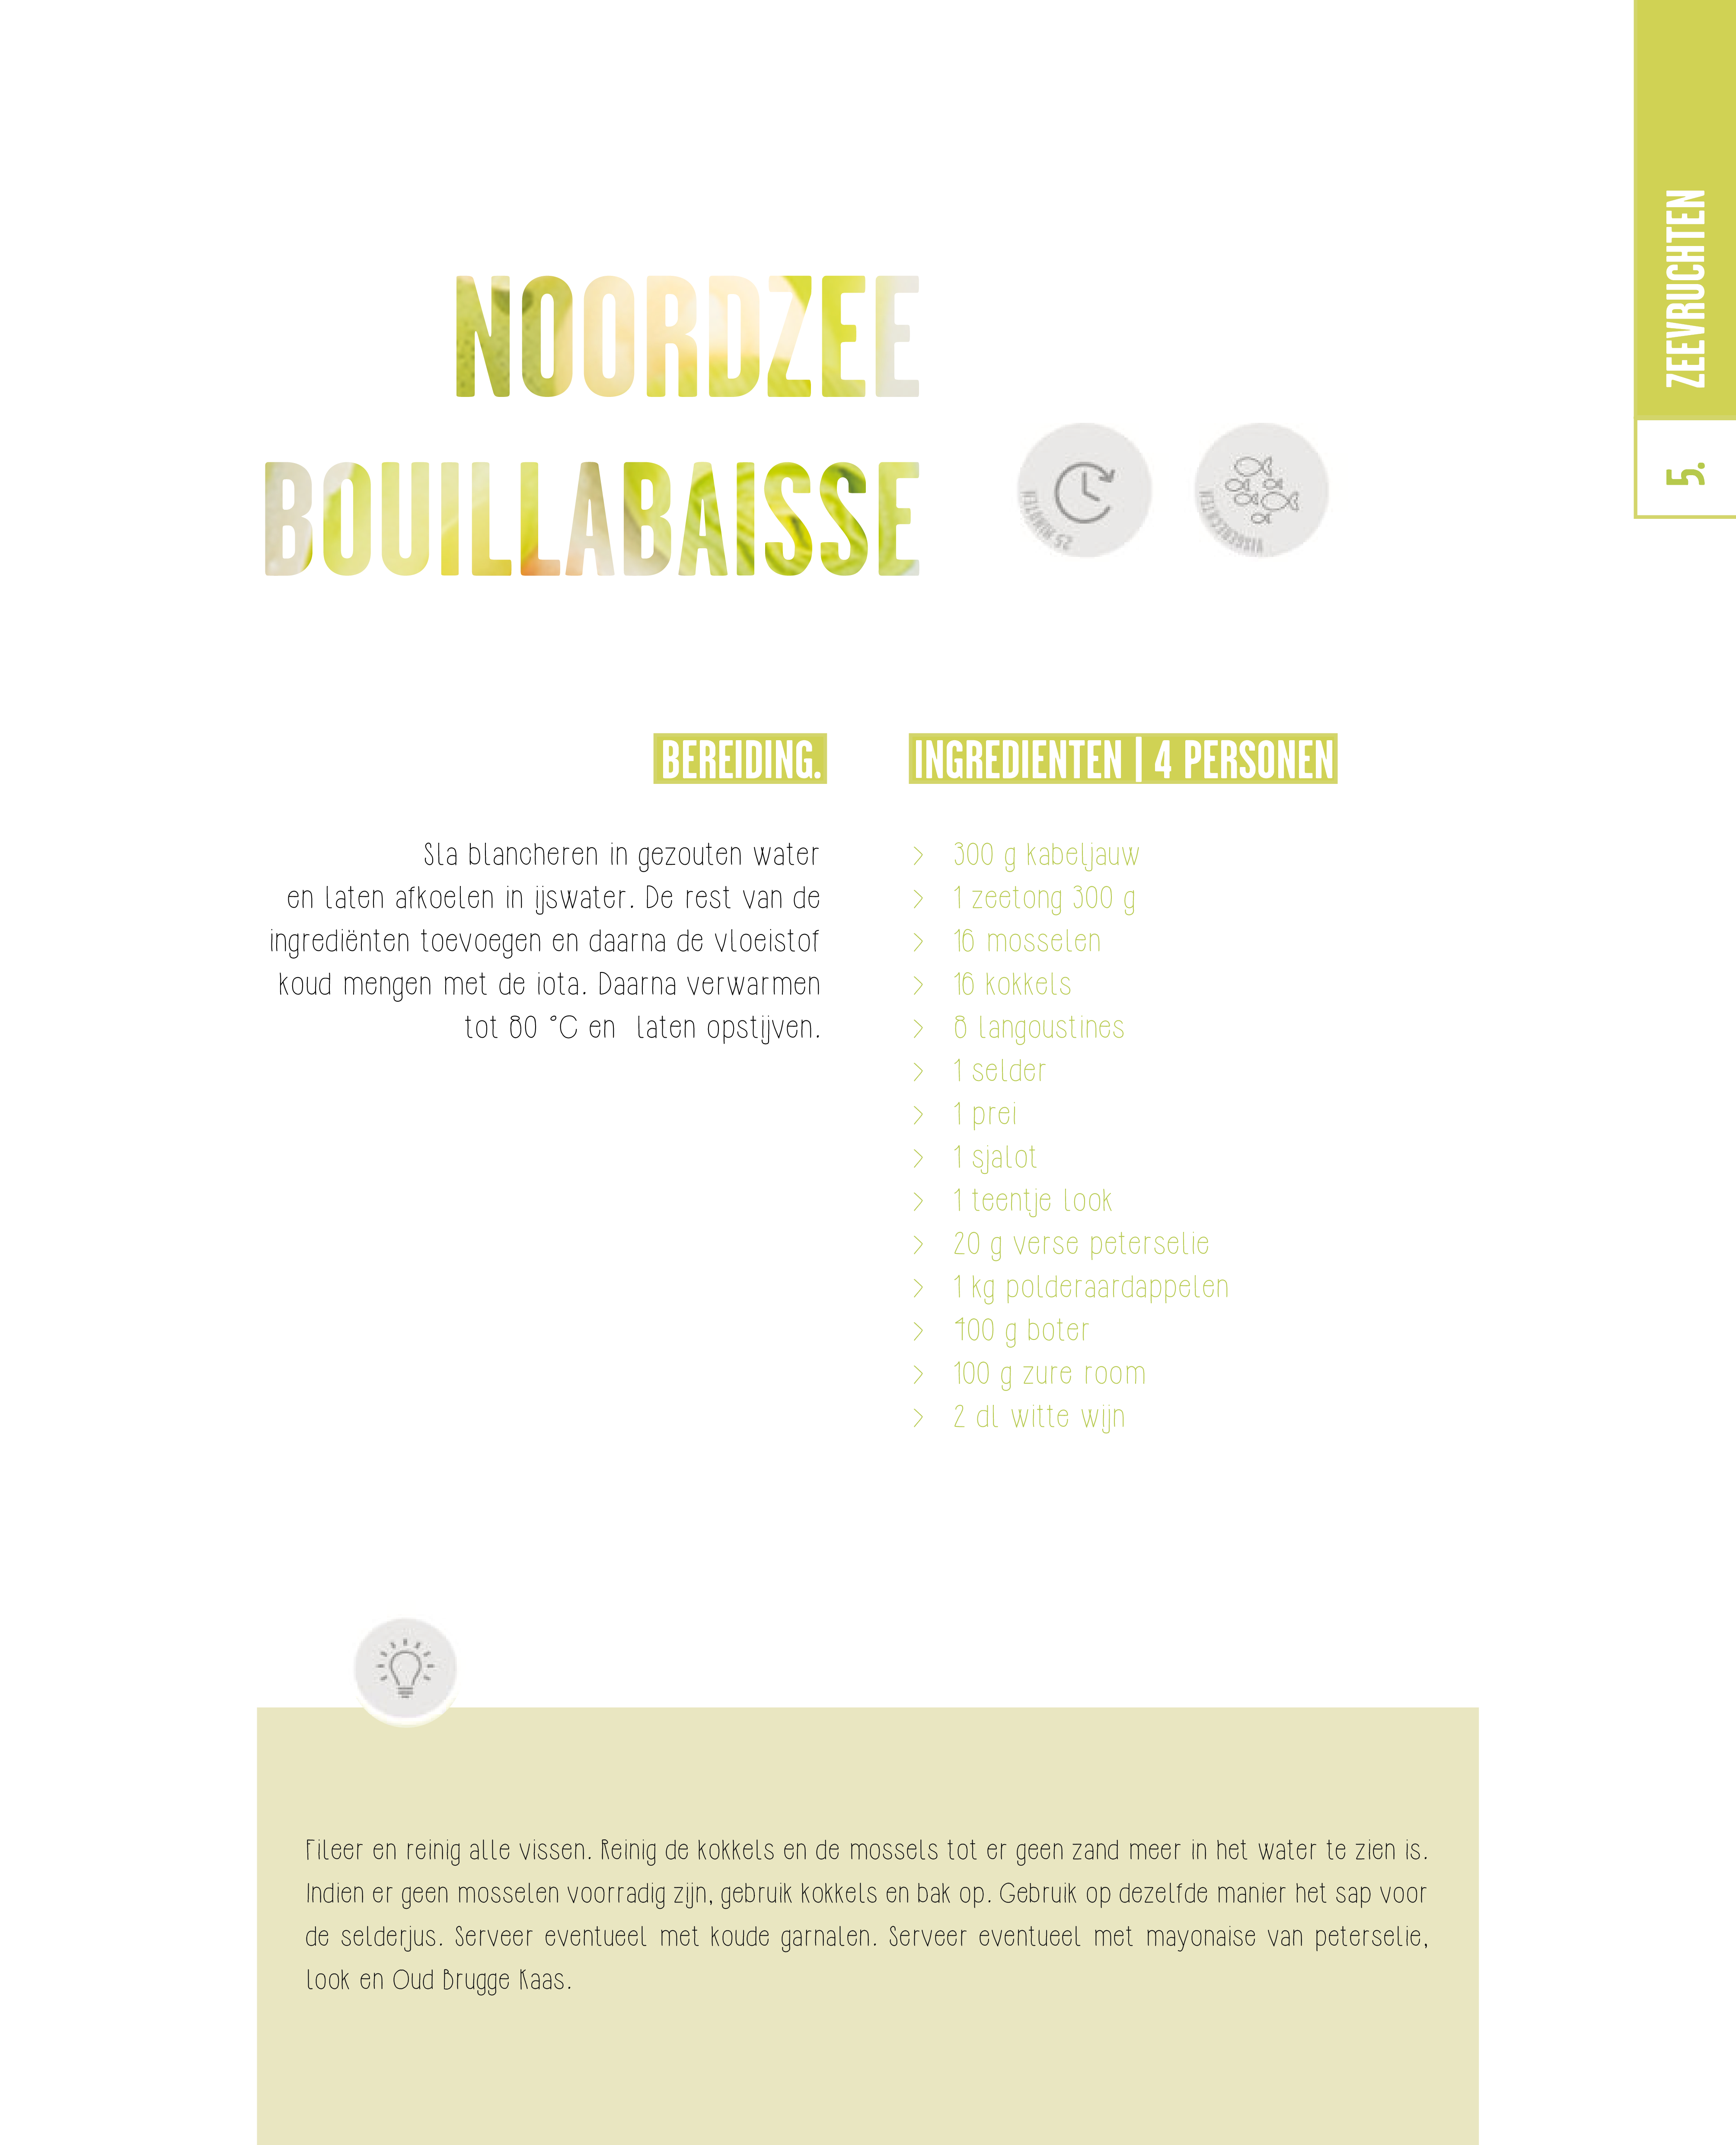 ZEEVRUCHTEN
5.
NOORDZEE
BOUILLABAISSE
25 MINUTEN
VISGERECHTEN
BEREIDING.
Sla blancheren in gezouten water
en laten afkoelen in ijswater. De rest van de
ingrediënten toevoegen en daarna de vloeistof
koud mengen met de iota. Daarna verwarmen
tot 80 °C en laten opstijven.
INGREDIENTEN | 4 PERSONEN
> 300 g kabeljauw
> 1 zeetong 300 g
> 16 mosselen
> 16 kokkels
> 8 langoustines
> 1 selder
> 1 prei
> 1 sjalot
> 1 teentje look
> 20 g verse peterselie
> 1 kg polderaardappelen
> 400 g boter
> 100 g zure room
> 2 dl witte wijn
Fileer en reinig alle vissen. Reinig de kokkels en de mossels tot er geen zand meer in het water te zien is.
Indien er geen mosselen voorradig zijn, gebruik kokkels en bak op. Gebruik op dezelfde manier het sap voor
de selderjus. Serveer eventueel met koude garnalen. Serveer eventueel met mayonaise van peterselie,
look en Oud Brugge Kaas.